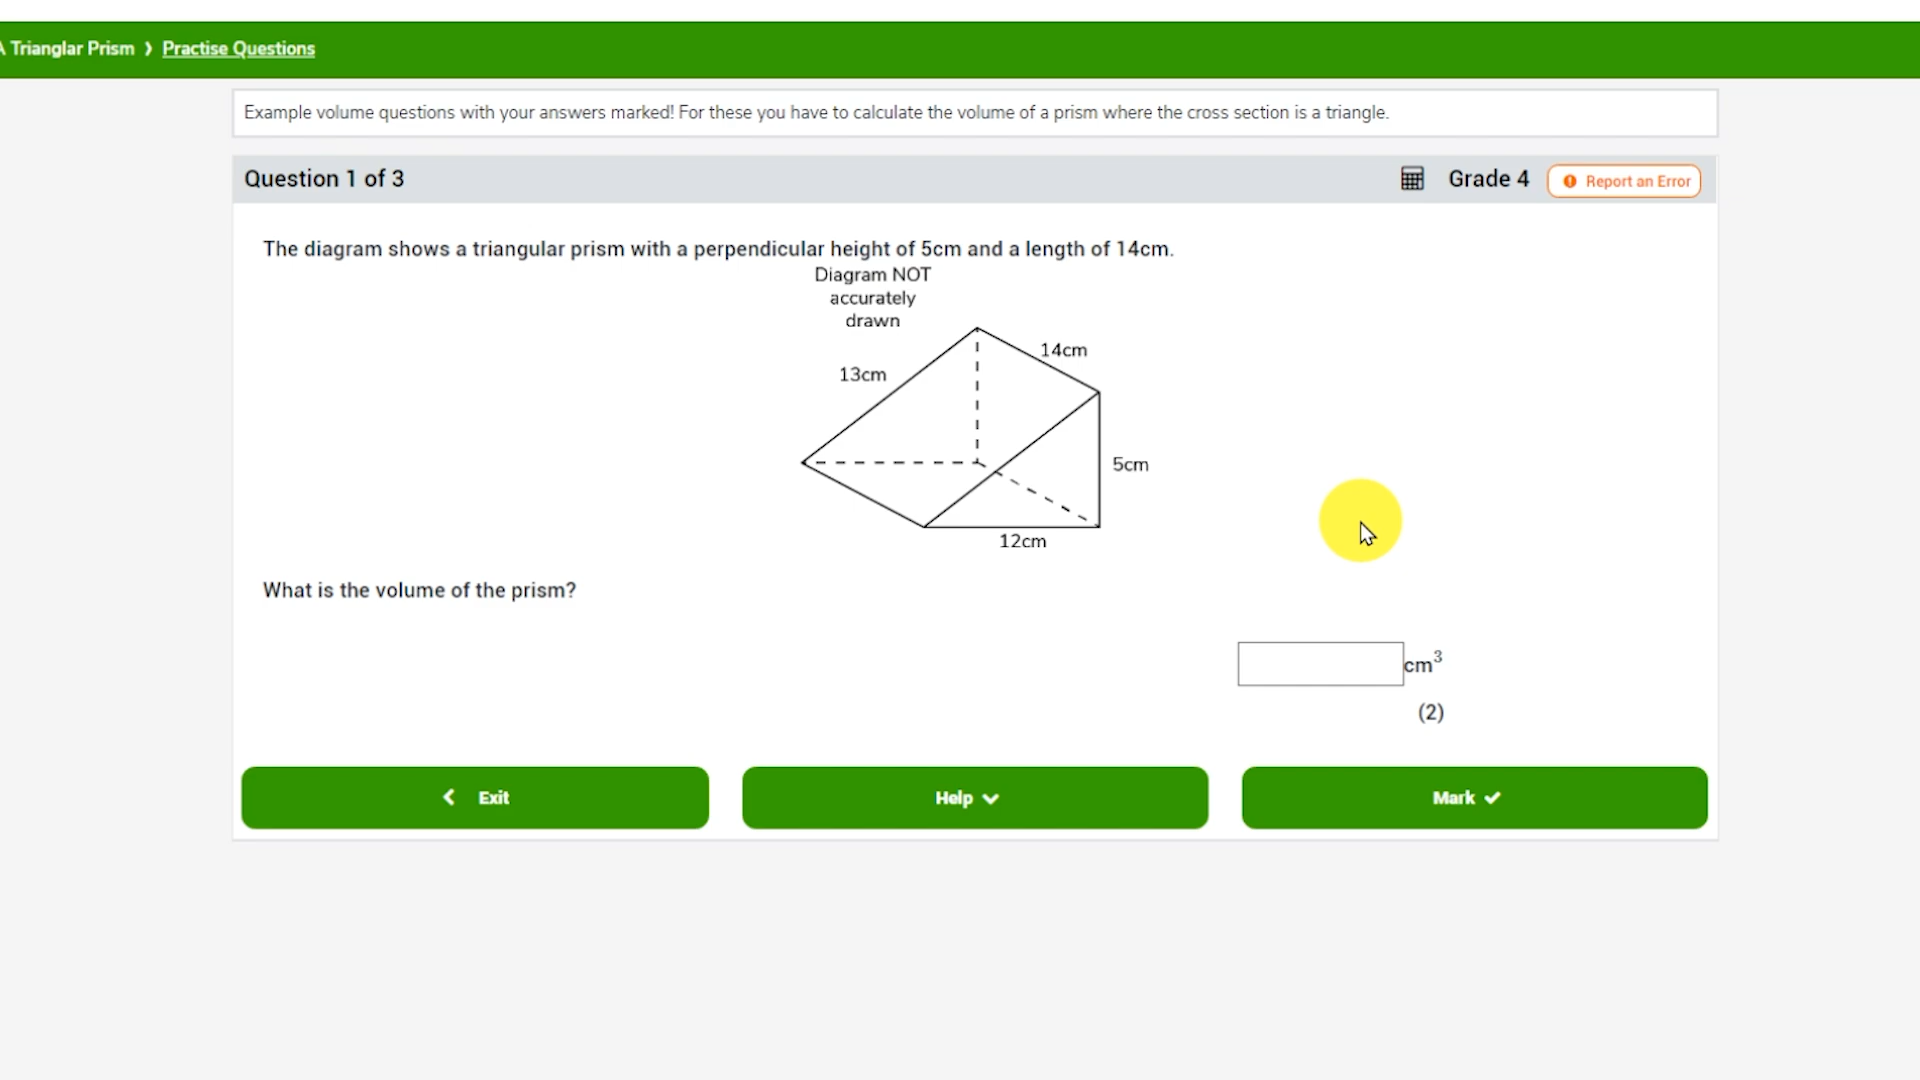 A Trianglar Prism ❯ Practise Questions
Example volume questions with your answers marked! For these you have to calculate the volume of a prism where the cross section is a triangle.
Question 1 of 3
Grade 4
Report an Error
The diagram shows a triangular prism with a perpendicular height of 5cm and a length of 14cm.
Diagram NOT
accurately
drawn
14cm
13cm
5cm
12cm
What is the volume of the prism?
cm³
(2)
Exit
Help
Mark